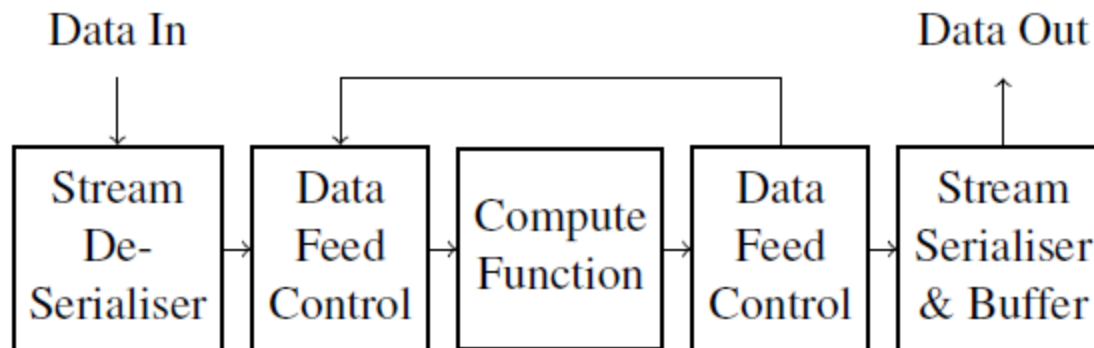 Data In
Data Out
Stream
De-
Serialiser
Data
Feed
Control
Compute
Function
Data
Feed
Control
Stream
Serialiser
& Buffer